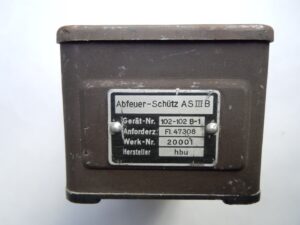 Abfeuer-Schütz AS III B
Gerät-Nr. 102-102 B-1
Anforderz. Fl.47308
Werk-Nr. 20001
Hersteller hbu